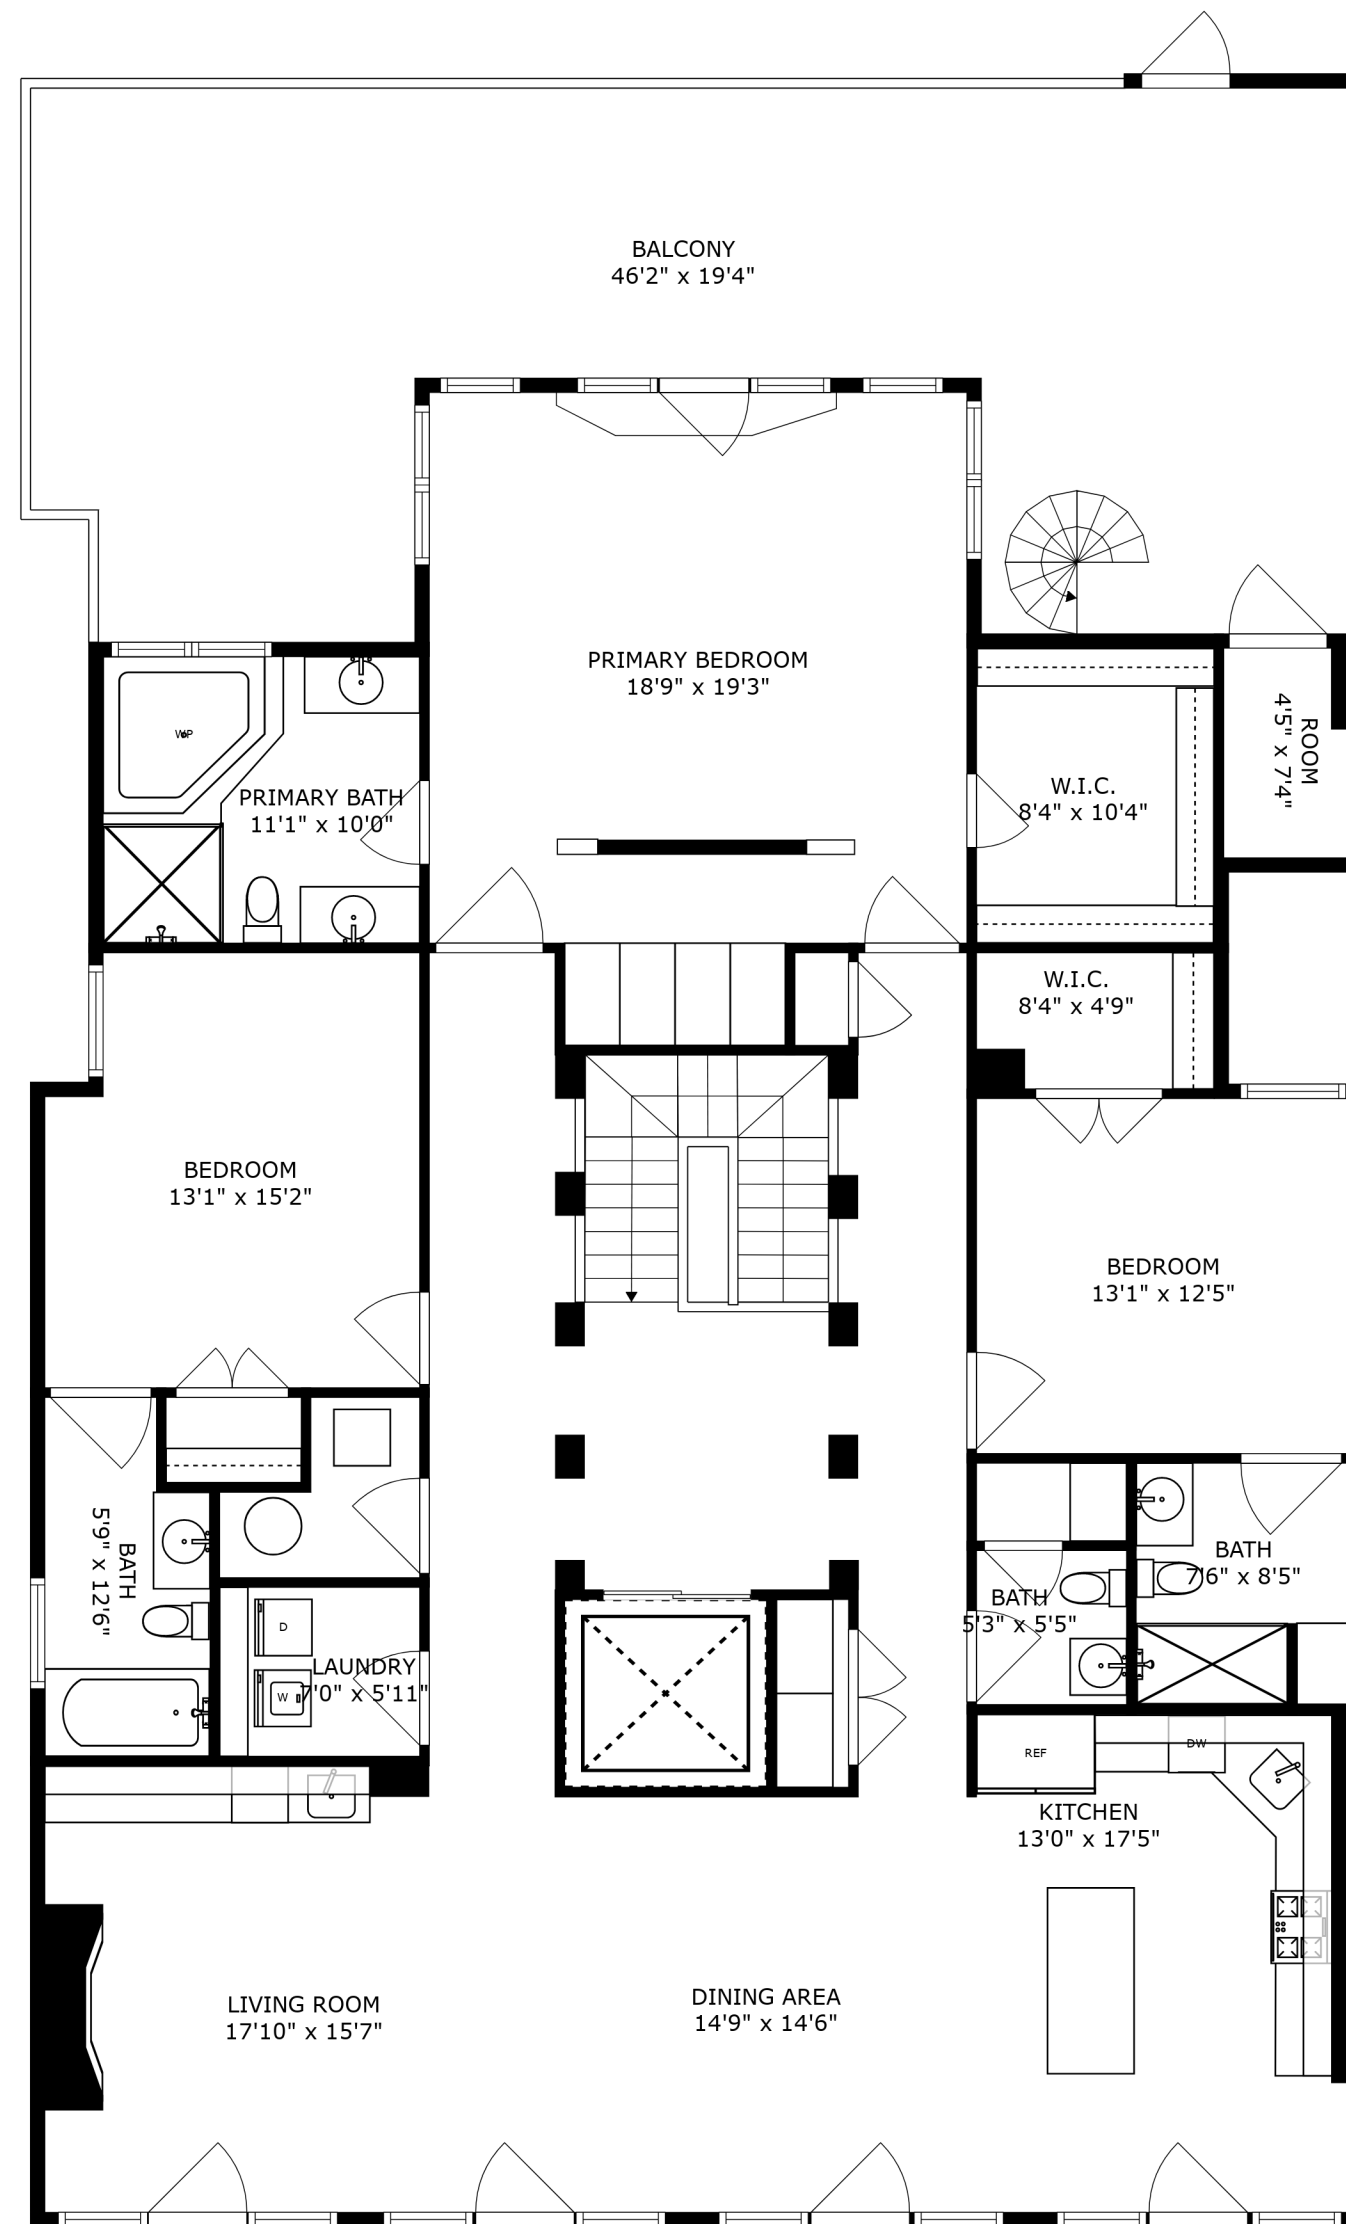 BALCONY
46'2" x 19'4"
PRIMARY BEDROOM
18'9" x 19'3"
ROOM
4'5" x 7'4"
WP
PRIMARY BATH
11'1" x 10'0"
W.I.C.
8'4" x 10'4"
W.I.C.
8'4" x 4'9"
BEDROOM
13'1" x 15'2"
BEDROOM
13'1" x 12'5"
BATH
5'9" x 12'6"
BATH
7'6" x 8'5"
BATH
5'3" x 5'5"
D
LAUNDRY
7'0" x 5'11"
W
REF
DW
KITCHEN
13'0" x 17'5"
LIVING ROOM
17'10" x 15'7"
DINING AREA
14'9" x 14'6"